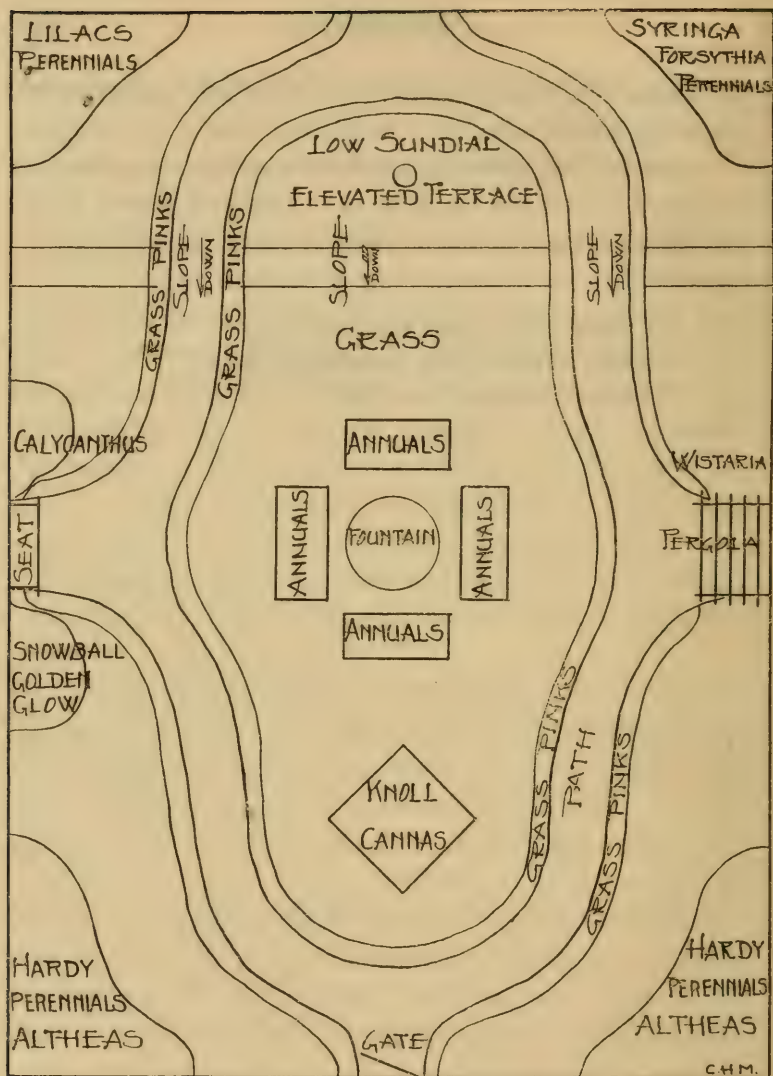 LILACS
PERENNIALS
SYRINGA
FORSYTHIA
PERENNIALS
LOW SUNDIAL
ELEVATED TERRACE
GRASS PINKS
SLOPE
DOWN
GRASS PINKS
SLOPE
DOWN
SLOPE
DOWN
GRASS
CALYCANTHUS
ANNUALS
WISTARIA
SEAT
ANNUALS
FOUNTAIN
ANNUALS
PERGOLA
ANNUALS
SNOWBALL
GOLDEN
GLOW
GRASS PINKS
PATH
GRASS PINKS
KNOLL
CANNAS
HARDY
PERENNIALS
ALTHEAS
HARDY
PERENNIALS
ALTHEAS
GATE
C.H.M.